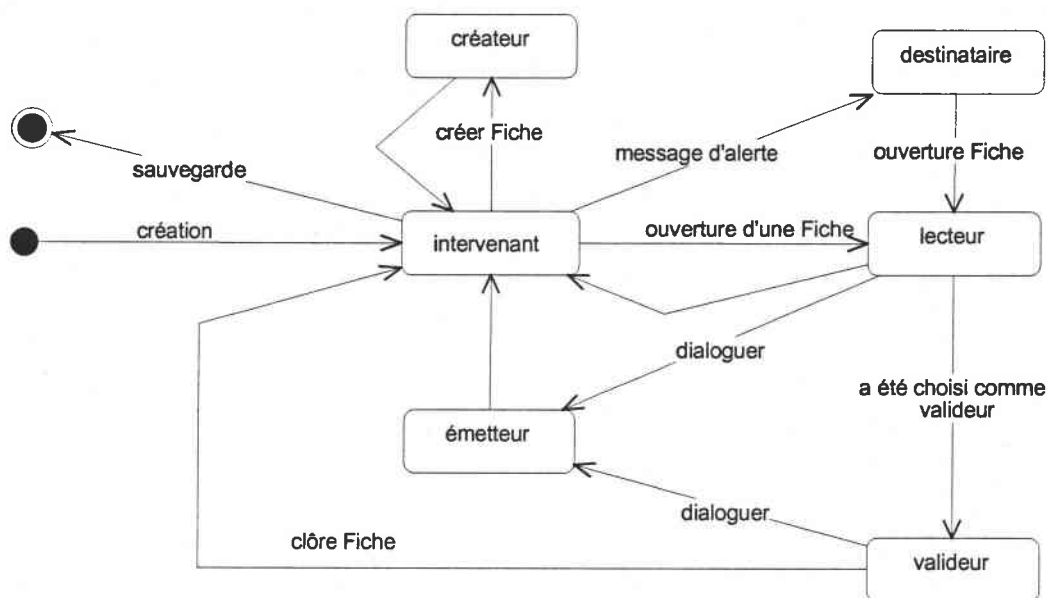 créateur
destinataire
créer Fiche
message d'alerte
ouverture Fiche
sauvegarde
création
intervenant
ouverture d'une Fiche
lecteur
dialoguer
a été choisi comme
valideur
émetteur
dialoguer
clôre Fiche
valideur